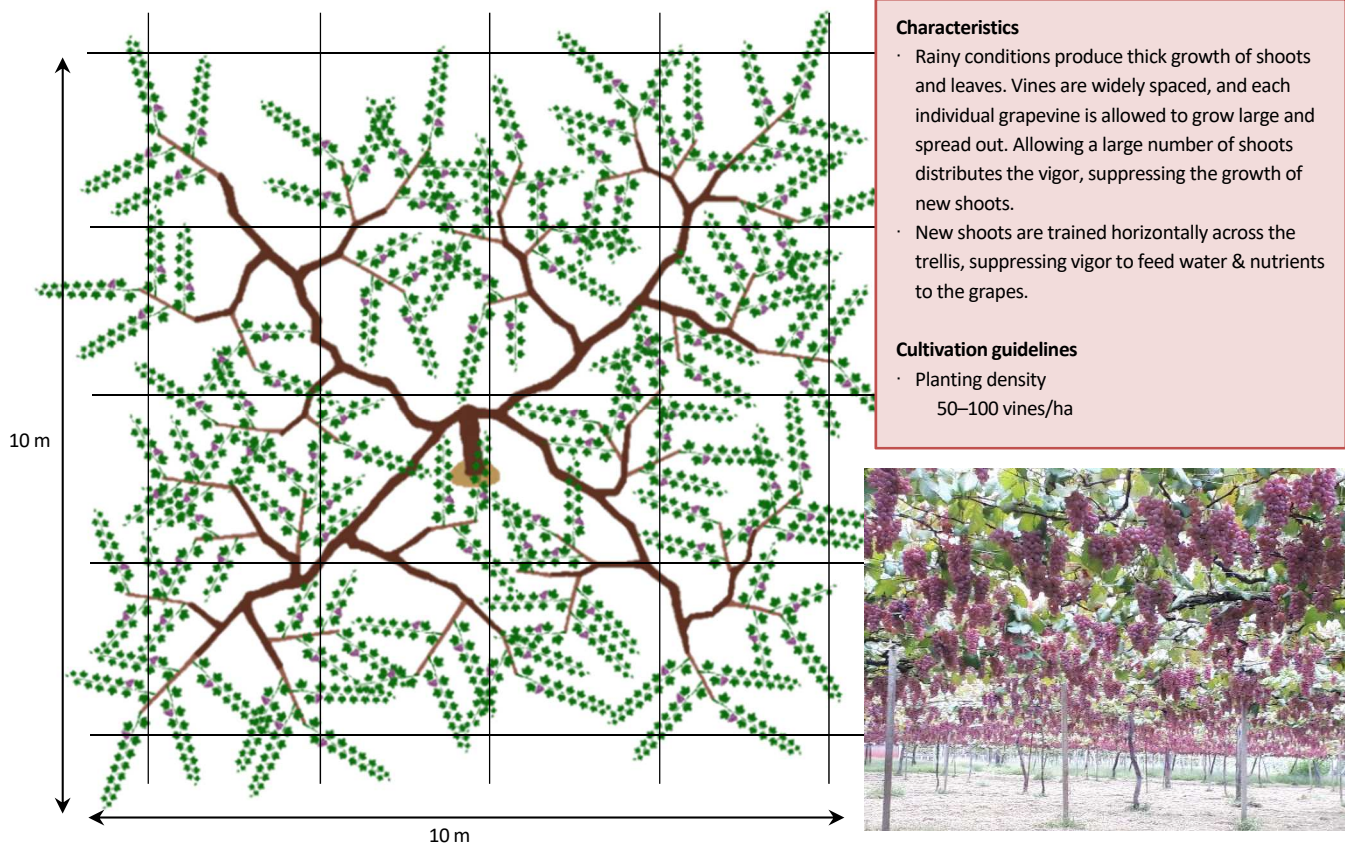 Characteristics
· Rainy conditions produce thick growth of shoots
and leaves. Vines are widely spaced, and each
individual grapevine is allowed to grow large and
spread out. Allowing a large number of shoots
distributes the vigor, suppressing the growth of
new shoots.
· New shoots are trained horizontally across the
trellis, suppressing vigor to feed water & nutrients
to the grapes.
Cultivation guidelines
· Planting density
50–100 vines/ha
10 m
10 m